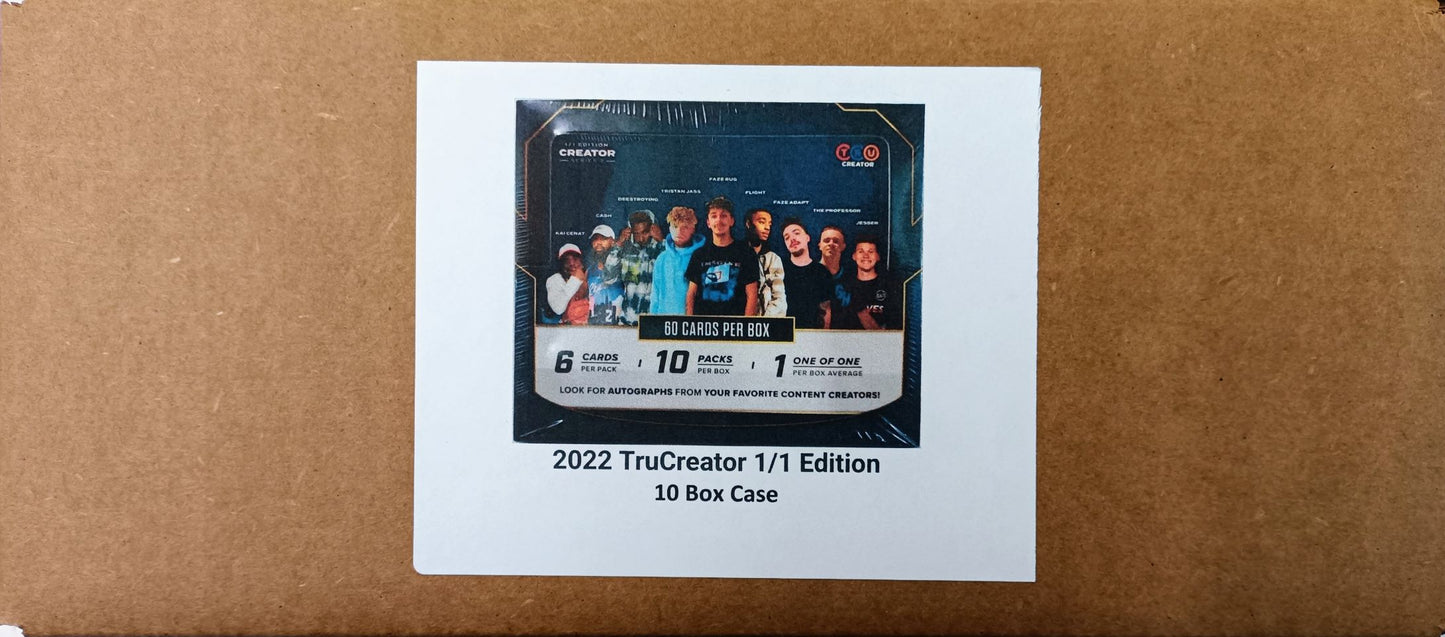 1/1 EDITION
CREATOR
SERIES 2
TRU
CREATOR
FAZE RUG
TRISTAN JASS
FLIGHT
DEESTROYING
FAZE ADAPT
CASH
THE PROFESSOR
KAI CENAT
JESSER
60 CARDS PER BOX
6 CARDS PER PACK | 10 PACKS PER BOX | 1 ONE OF ONE PER BOX AVERAGE
LOOK FOR AUTOGRAPHS FROM YOUR FAVORITE CONTENT CREATORS!
2022 TruCreator 1/1 Edition
10 Box Case